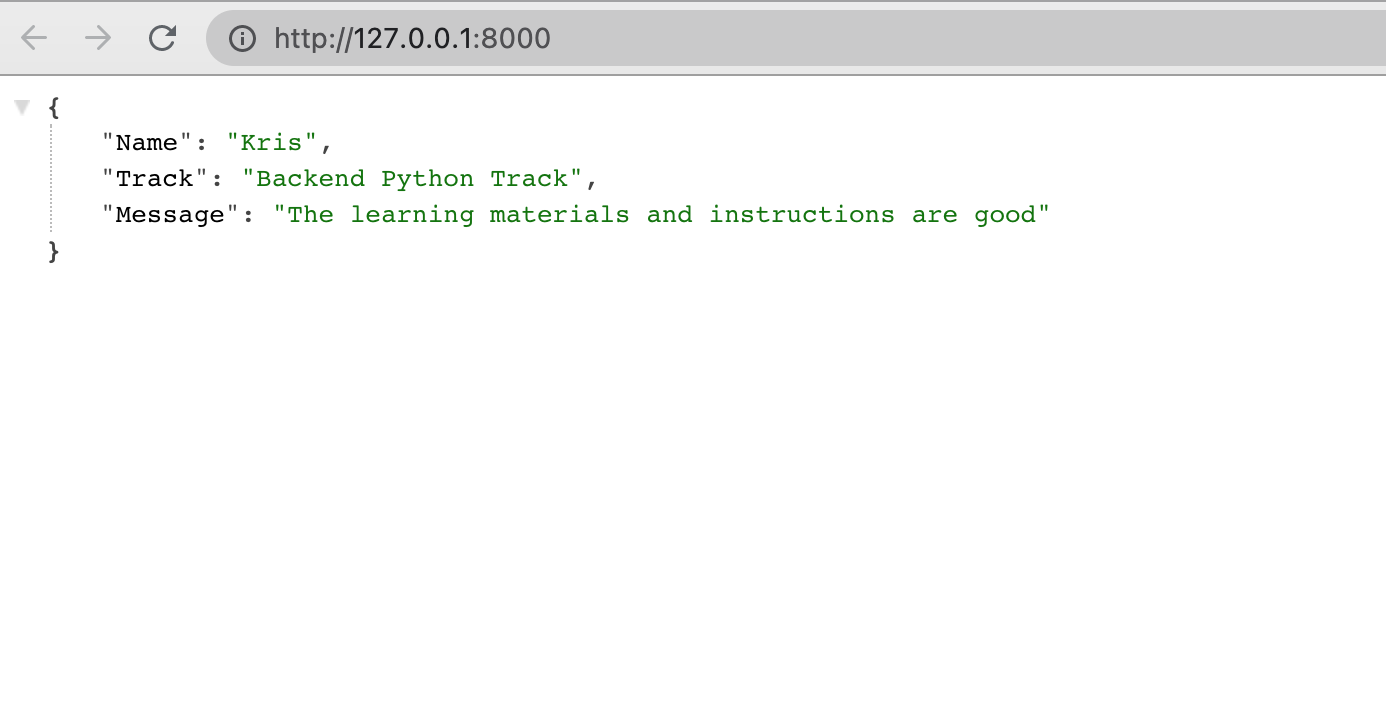 http://127.0.0.1:8000
{
"Name": "Kris",
"Track": "Backend Python Track",
"Message": "The learning materials and instructions are good"
}